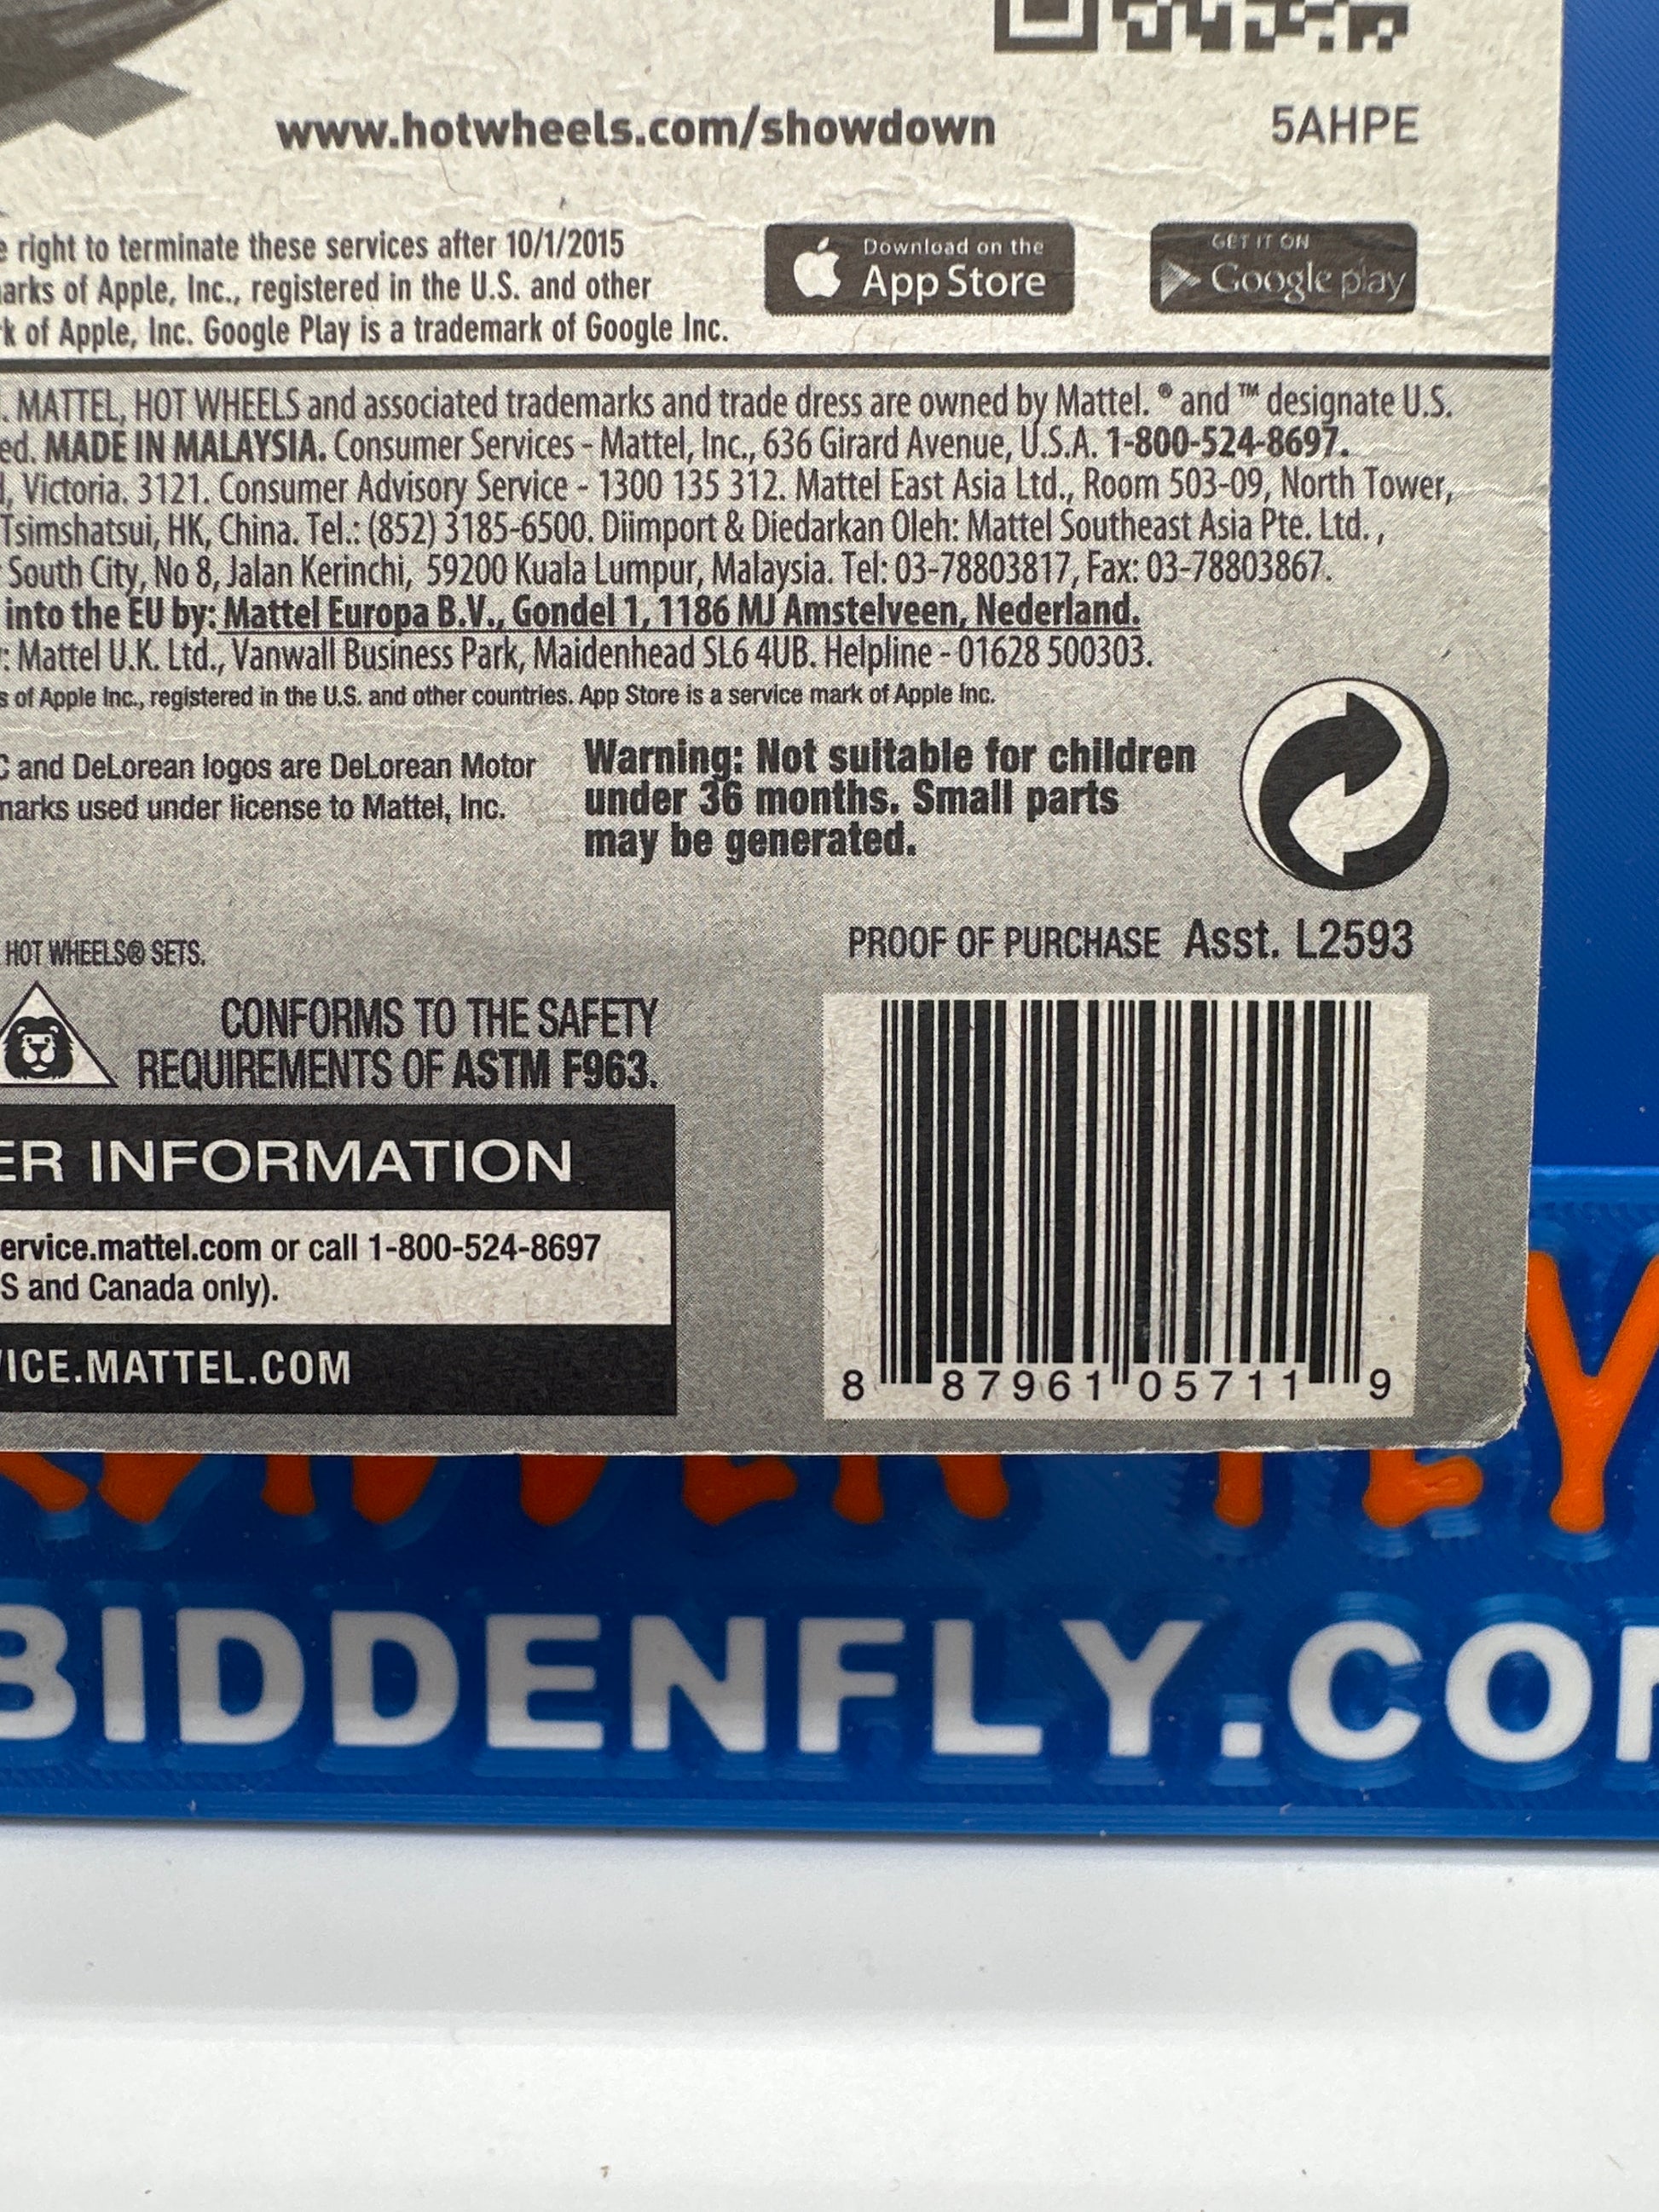 www.hotwheels.com/showdown 5AHPE
right to terminate these services after 10/1/2015
Download on the
App Store
GET IT ON
Google play
of Apple, Inc., registered in the U.S. and other
of Apple, Inc. Google Play is a trademark of Google Inc.
. MATTEL, HOT WHEELS and associated trademarks and trade dress are owned by Mattel. ® and ™ designate U.S.
MADE IN MALAYSIA. Consumer Services - Mattel, Inc., 636 Girard Avenue, U.S.A. 1-800-524-8697.
, Victoria. 3121. Consumer Advisory Service - 1300 135 312. Mattel East Asia Ltd., Room 503-09, North Tower,
Tsimshatsui, HK, China. Tel.: (852) 3185-6500. Diimport & Diedarkan Oleh: Mattel Southeast Asia Pte. Ltd.,
South City, No 8, Jalan Kerinchi, 59200 Kuala Lumpur, Malaysia. Tel: 03-78803817, Fax: 03-78803867.
into the EU by: Mattel Europa B.V., Gondel 1, 1186 MJ Amstelveen, Nederland.
: Mattel U.K. Ltd., Vanwall Business Park, Maidenhead SL6 4UB. Helpline - 01628 500303.
of Apple Inc., registered in the U.S. and other countries. App Store is a service mark of Apple Inc.
and DeLorean logos are DeLorean Motor
marks used under license to Mattel, Inc.
Warning: Not suitable for children
under 36 months. Small parts
may be generated.
HOT WHEELS® SETS.
PROOF OF PURCHASE Asst. L2593
CONFORMS TO THE SAFETY
REQUIREMENTS OF ASTM F963.
ER INFORMATION
ervice.mattel.com or call 1-800-524-8697
S and Canada only).
VICE.MATTEL.COM
8 87961 05711 9
BIDDENFLY.CO